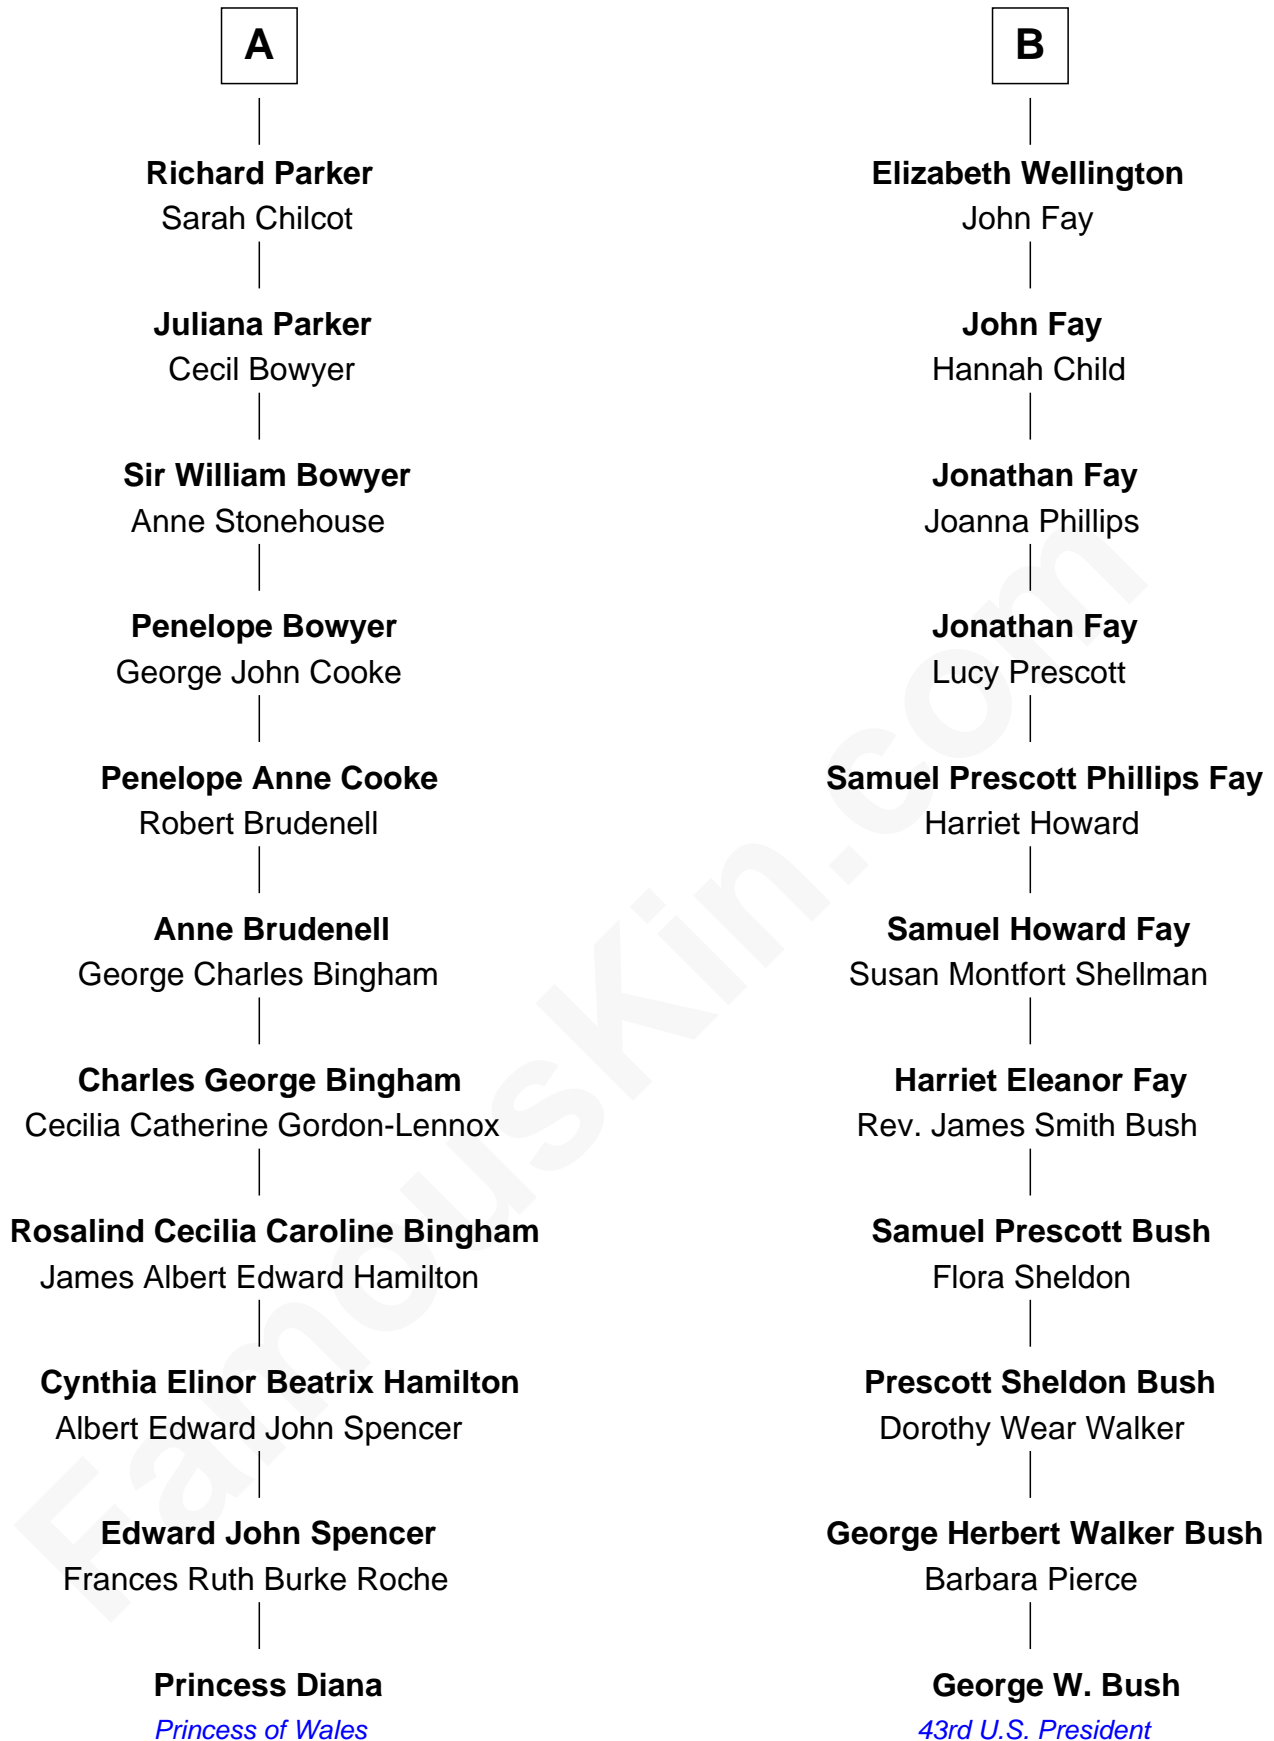 A
Richard Parker
Sarah Chilcot
Juliana Parker
Cecil Bowyer
Sir William Bowyer
Anne Stonehouse
Penelope Bowyer
George John Cooke
Penelope Anne Cooke
Robert Brudenell
Anne Brudenell
George Charles Bingham
Charles George Bingham
Cecilia Catherine Gordon-Lennox
Rosalind Cecilia Caroline Bingham
James Albert Edward Hamilton
Cynthia Elinor Beatrix Hamilton
Albert Edward John Spencer
Edward John Spencer
Frances Ruth Burke Roche
Princess Diana
Princess of Wales
B
Elizabeth Wellington
John Fay
John Fay
Hannah Child
Jonathan Fay
Joanna Phillips
Jonathan Fay
Lucy Prescott
Samuel Prescott Phillips Fay
Harriet Howard
Samuel Howard Fay
Susan Montfort Shellman
Harriet Eleanor Fay
Rev. James Smith Bush
Samuel Prescott Bush
Flora Sheldon
Prescott Sheldon Bush
Dorothy Wear Walker
George Herbert Walker Bush
Barbara Pierce
George W. Bush
43rd U.S. President
FamousKin.com